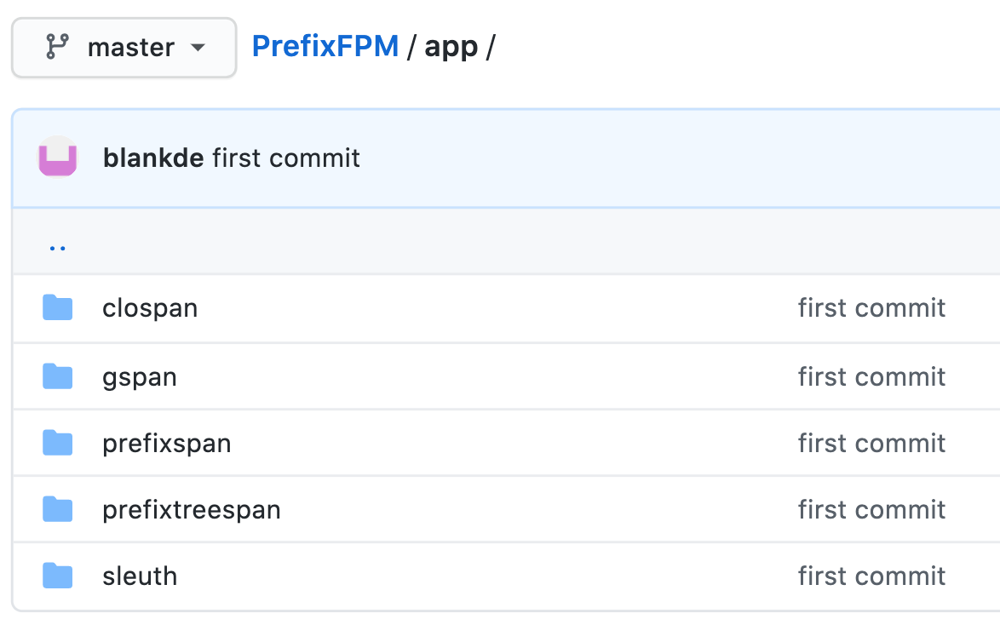 master PrefixFPM / app /
blankde first commit
..
clospan first commit
gspan first commit
prefixspan first commit
prefixtreespan first commit
sleuth first commit